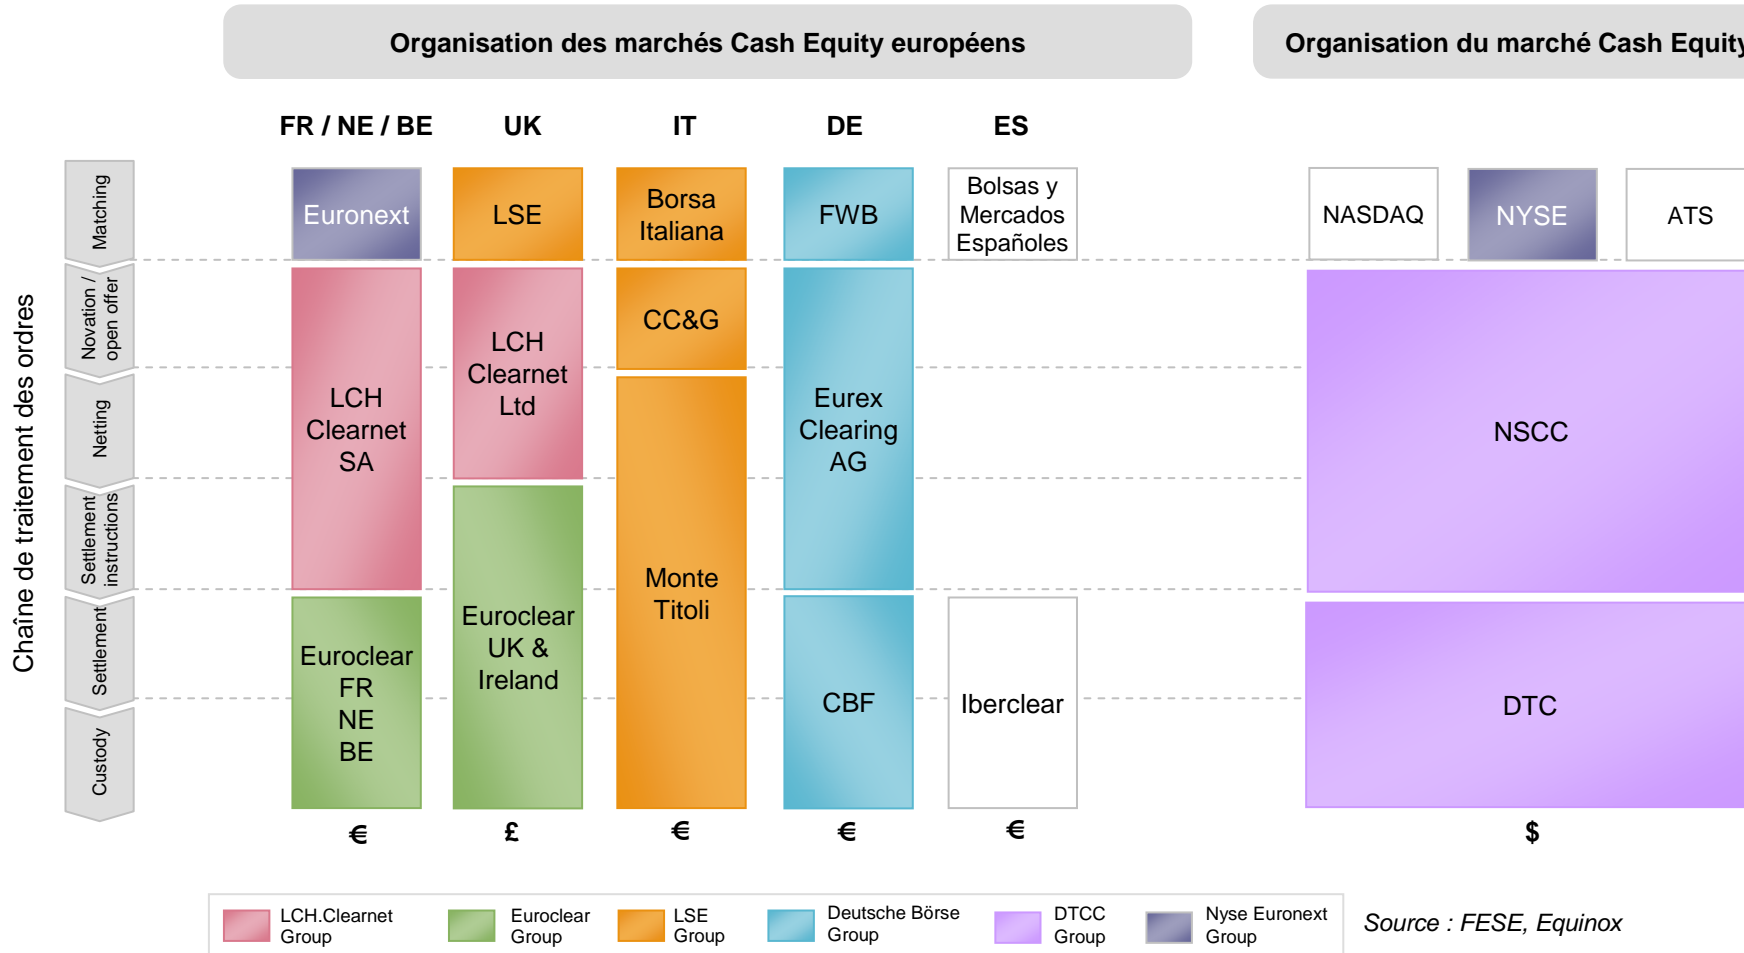 Organisation des marchés Cash Equity européens
Organisation du marché Cash Equity
FR / NE / BE
UK
IT
DE
ES
Chaîne de traitement des ordres
Matching
Novation /
open offer
Netting
Settlement
instructions
Settlement
Custody
Euronext
LSE
Borsa
Italiana
FWB
Bolsas y
Mercados
Españoles
NASDAQ
NYSE
ATS
LCH
Clearnet
SA
LCH
Clearnet
Ltd
CC&G
Eurex
Clearing
AG
NSCC
Euroclear
FR
NE
BE
Euroclear
UK &
Ireland
Monte
Titoli
CBF
Iberclear
DTC
€
£
€
€
€
$
LCH.Clearnet
Group
Euroclear
Group
LSE
Group
Deutsche Börse
Group
DTCC
Group
Nyse Euronext
Group
Source : FESE, Equinox